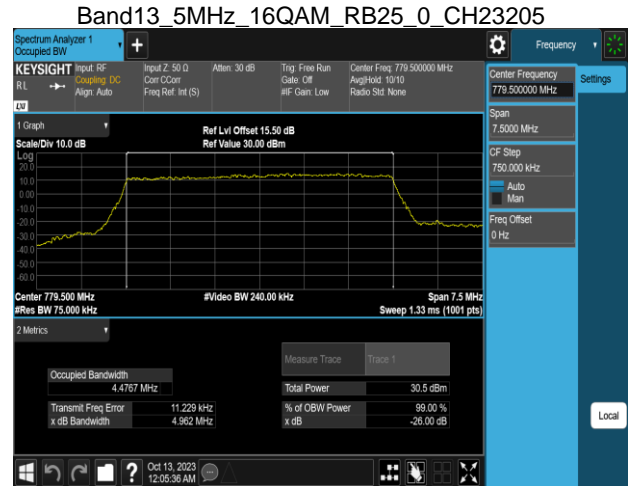 Band13_5MHz_16QAM_RB25_0_CH23205
Spectrum Analyzer 1
Occupied BW
Frequency
KEYSIGHT
RL
LXI
Input: RF
Coupling: DC
Align: Auto
Input Z: 50 Ω
Corr CCorr
Freq Ref: Int (S)
Atten: 30 dB
Trig: Free Run
Gate: Off
#IF Gain: Low
Center Freq: 779.500000 MHz
Avg|Hold: 10/10
Radio Std: None
Center Frequency
779.500000 MHz
Settings
Span
7.5000 MHz
CF Step
750.000 kHz
Auto
Man
Freq Offset
0 Hz
Local
1 Graph
Scale/Div 10.0 dB
Ref Lvl Offset 15.50 dB
Ref Value 30.00 dBm
Log
20.0
10.0
0.00
-10.0
-20.0
-30.0
-40.0
-50.0
-60.0
Center 779.500 MHz
#Res BW 75.000 kHz
#Video BW 240.00 kHz
Span 7.5 MHz
Sweep 1.33 ms (1001 pts)
2 Metrics
Measure Trace Trace 1
Occupied Bandwidth
4.4767 MHz
Total Power 30.5 dBm
Transmit Freq Error 11.229 kHz
x dB Bandwidth 4.962 MHz
% of OBW Power 99.00 %
x dB -26.00 dB
?
Oct 13, 2023
12:05:36 AM